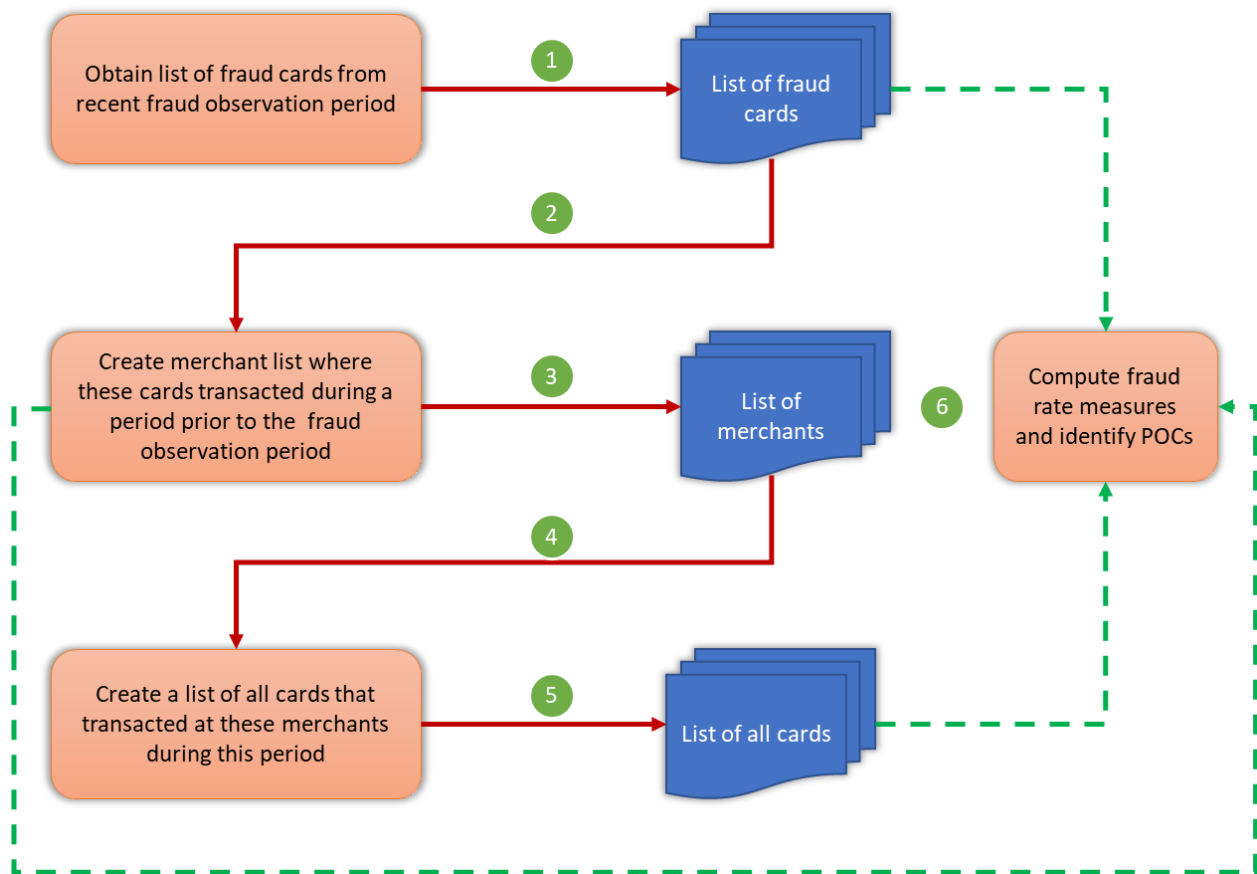 Obtain list of fraud cards from
recent fraud observation period
1
List of fraud
cards
2
Create merchant list where
these cards transacted during a
period prior to the  fraud
observation period
3
List of
merchants
6
Compute fraud
rate measures
and identify POCs
4
Create a list of all cards that
transacted at these merchants
during this period
5
List of all cards